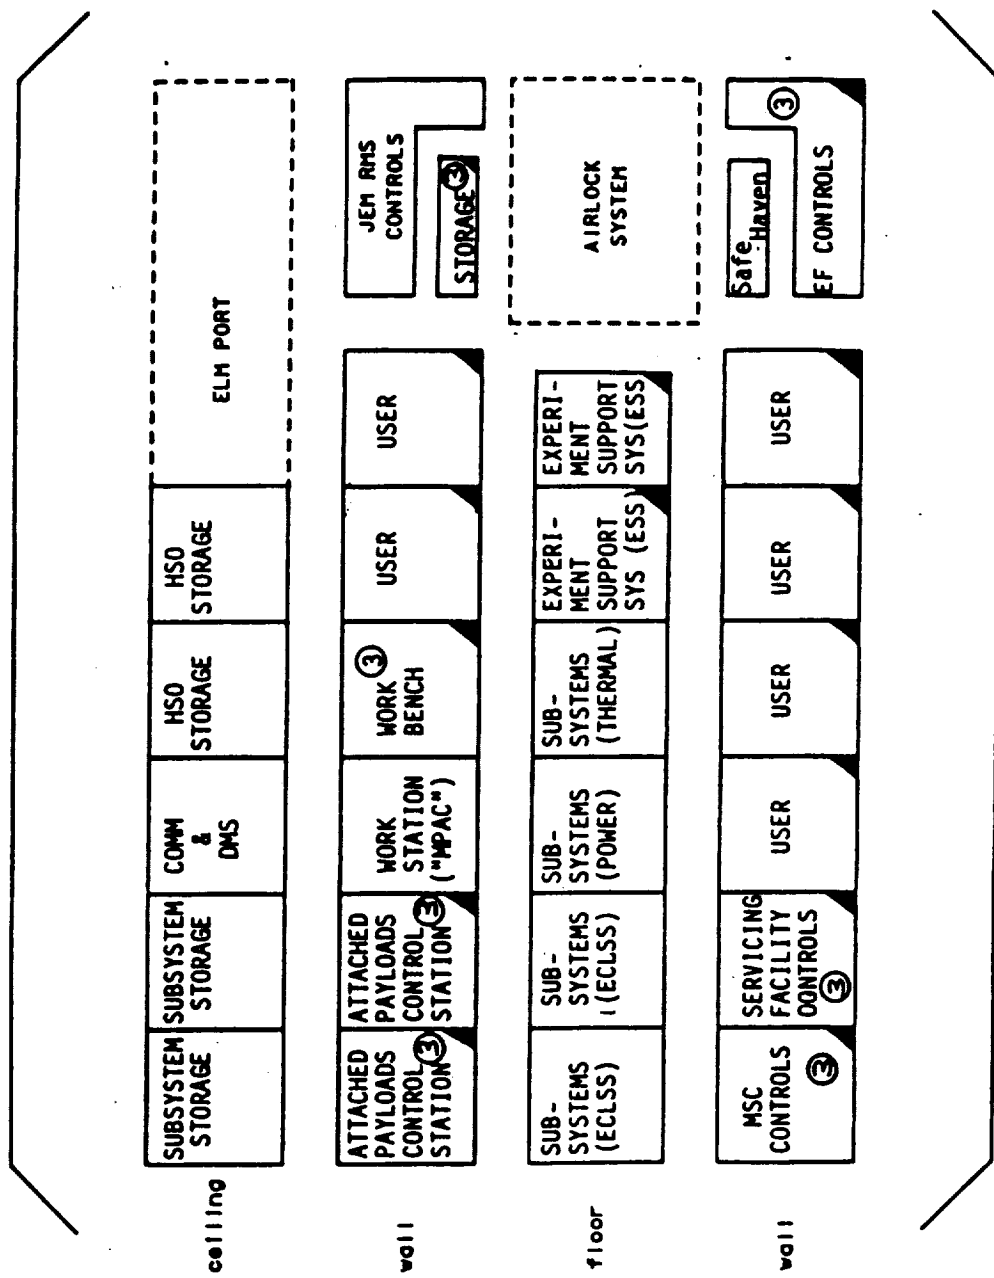 ceiling
SUBSYSTEM
STORAGE
SUBSYSTEM
STORAGE
COMM
&
DMS
HSO
STORAGE
HSO
STORAGE
ELM PORT
wall
ATTACHED
PAYLOADS
CONTROL
STATION
3
ATTACHED
PAYLOADS
CONTROL
STATION
3
WORK
STATION
("MPAC")
WORK
BENCH
3
USER
USER
JEM RMS
CONTROLS
STORAGE
3
floor
SUB-
SYSTEMS
(ECLSS)
SUB-
SYSTEMS
(ECLSS)
SUB-
SYSTEMS
(POWER)
SUB-
SYSTEMS
(THERMAL)
EXPERI-
MENT
SUPPORT
SYS (ESS)
EXPERI-
MENT
SUPPORT
SYS(ESS
AIRLOCK
SYSTEM
wall
MSC
CONTROLS
3
SERVICING
FACILITY
OONTROLS
3
USER
USER
USER
USER
Safe
Haven
EF CONTROLS
3